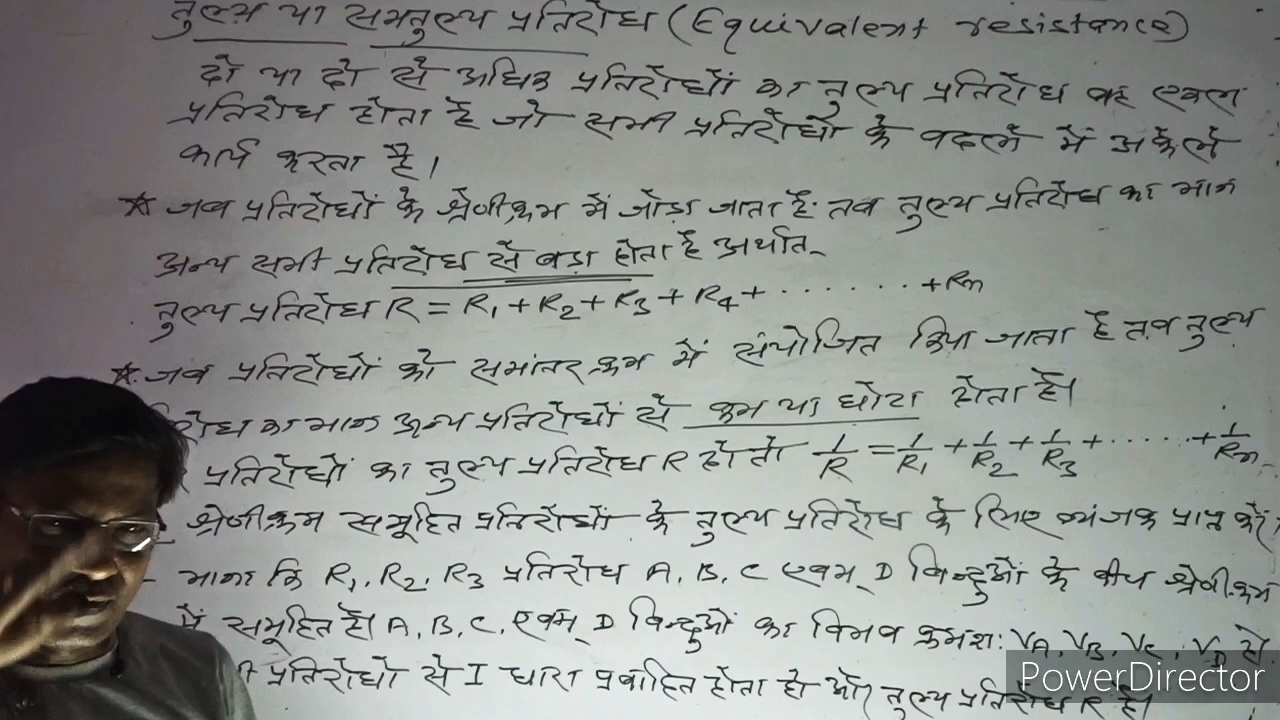 तुल्य या समतुल्य प्रतिरोध (Equivalent resistance)
दो या दो से अधिक प्रतिरोधों का तुल्य प्रतिरोध वह एकल
प्रतिरोध होता है जो सभी प्रतिरोधों के बदले में अकेले
कार्य करता है।
* जब प्रतिरोधों के श्रेणीक्रम में जोड़ा जाता है तब तुल्य प्रतिरोध का मान
अन्य सभी प्रतिरोध से बड़ा होता है अर्थात्
तुल्य प्रतिरोध R = R₁ + R₂ + R₃ + R₄ + ........ + Rn
* जब प्रतिरोधों को समांतर क्रम में संयोजित किया जाता है तब तुल्य
रोध का मान अन्य प्रतिरोधों से कम या छोटा होता है।
प्रतिरोधों का तुल्य प्रतिरोध R हो तो 1/R = 1/R₁ + 1/R₂ + 1/R₃ + ...... + 1/Rn
श्रेणीक्रम समूहित प्रतिरोधों के तुल्य प्रतिरोध के लिए व्यंजक प्राप्त करें।
माना कि R₁, R₂, R₃ प्रतिरोध A, B, C एवम् D बिन्दुओं के बीच श्रेणीक्रम
में समूहित है। A, B, C, एवम् D बिन्दुओं का विभव क्रमश: VA, VB, VC, VD हो
प्रतिरोधों से I धारा प्रवाहित होता हो और तुल्य प्रतिरोध R है।
PowerDirector